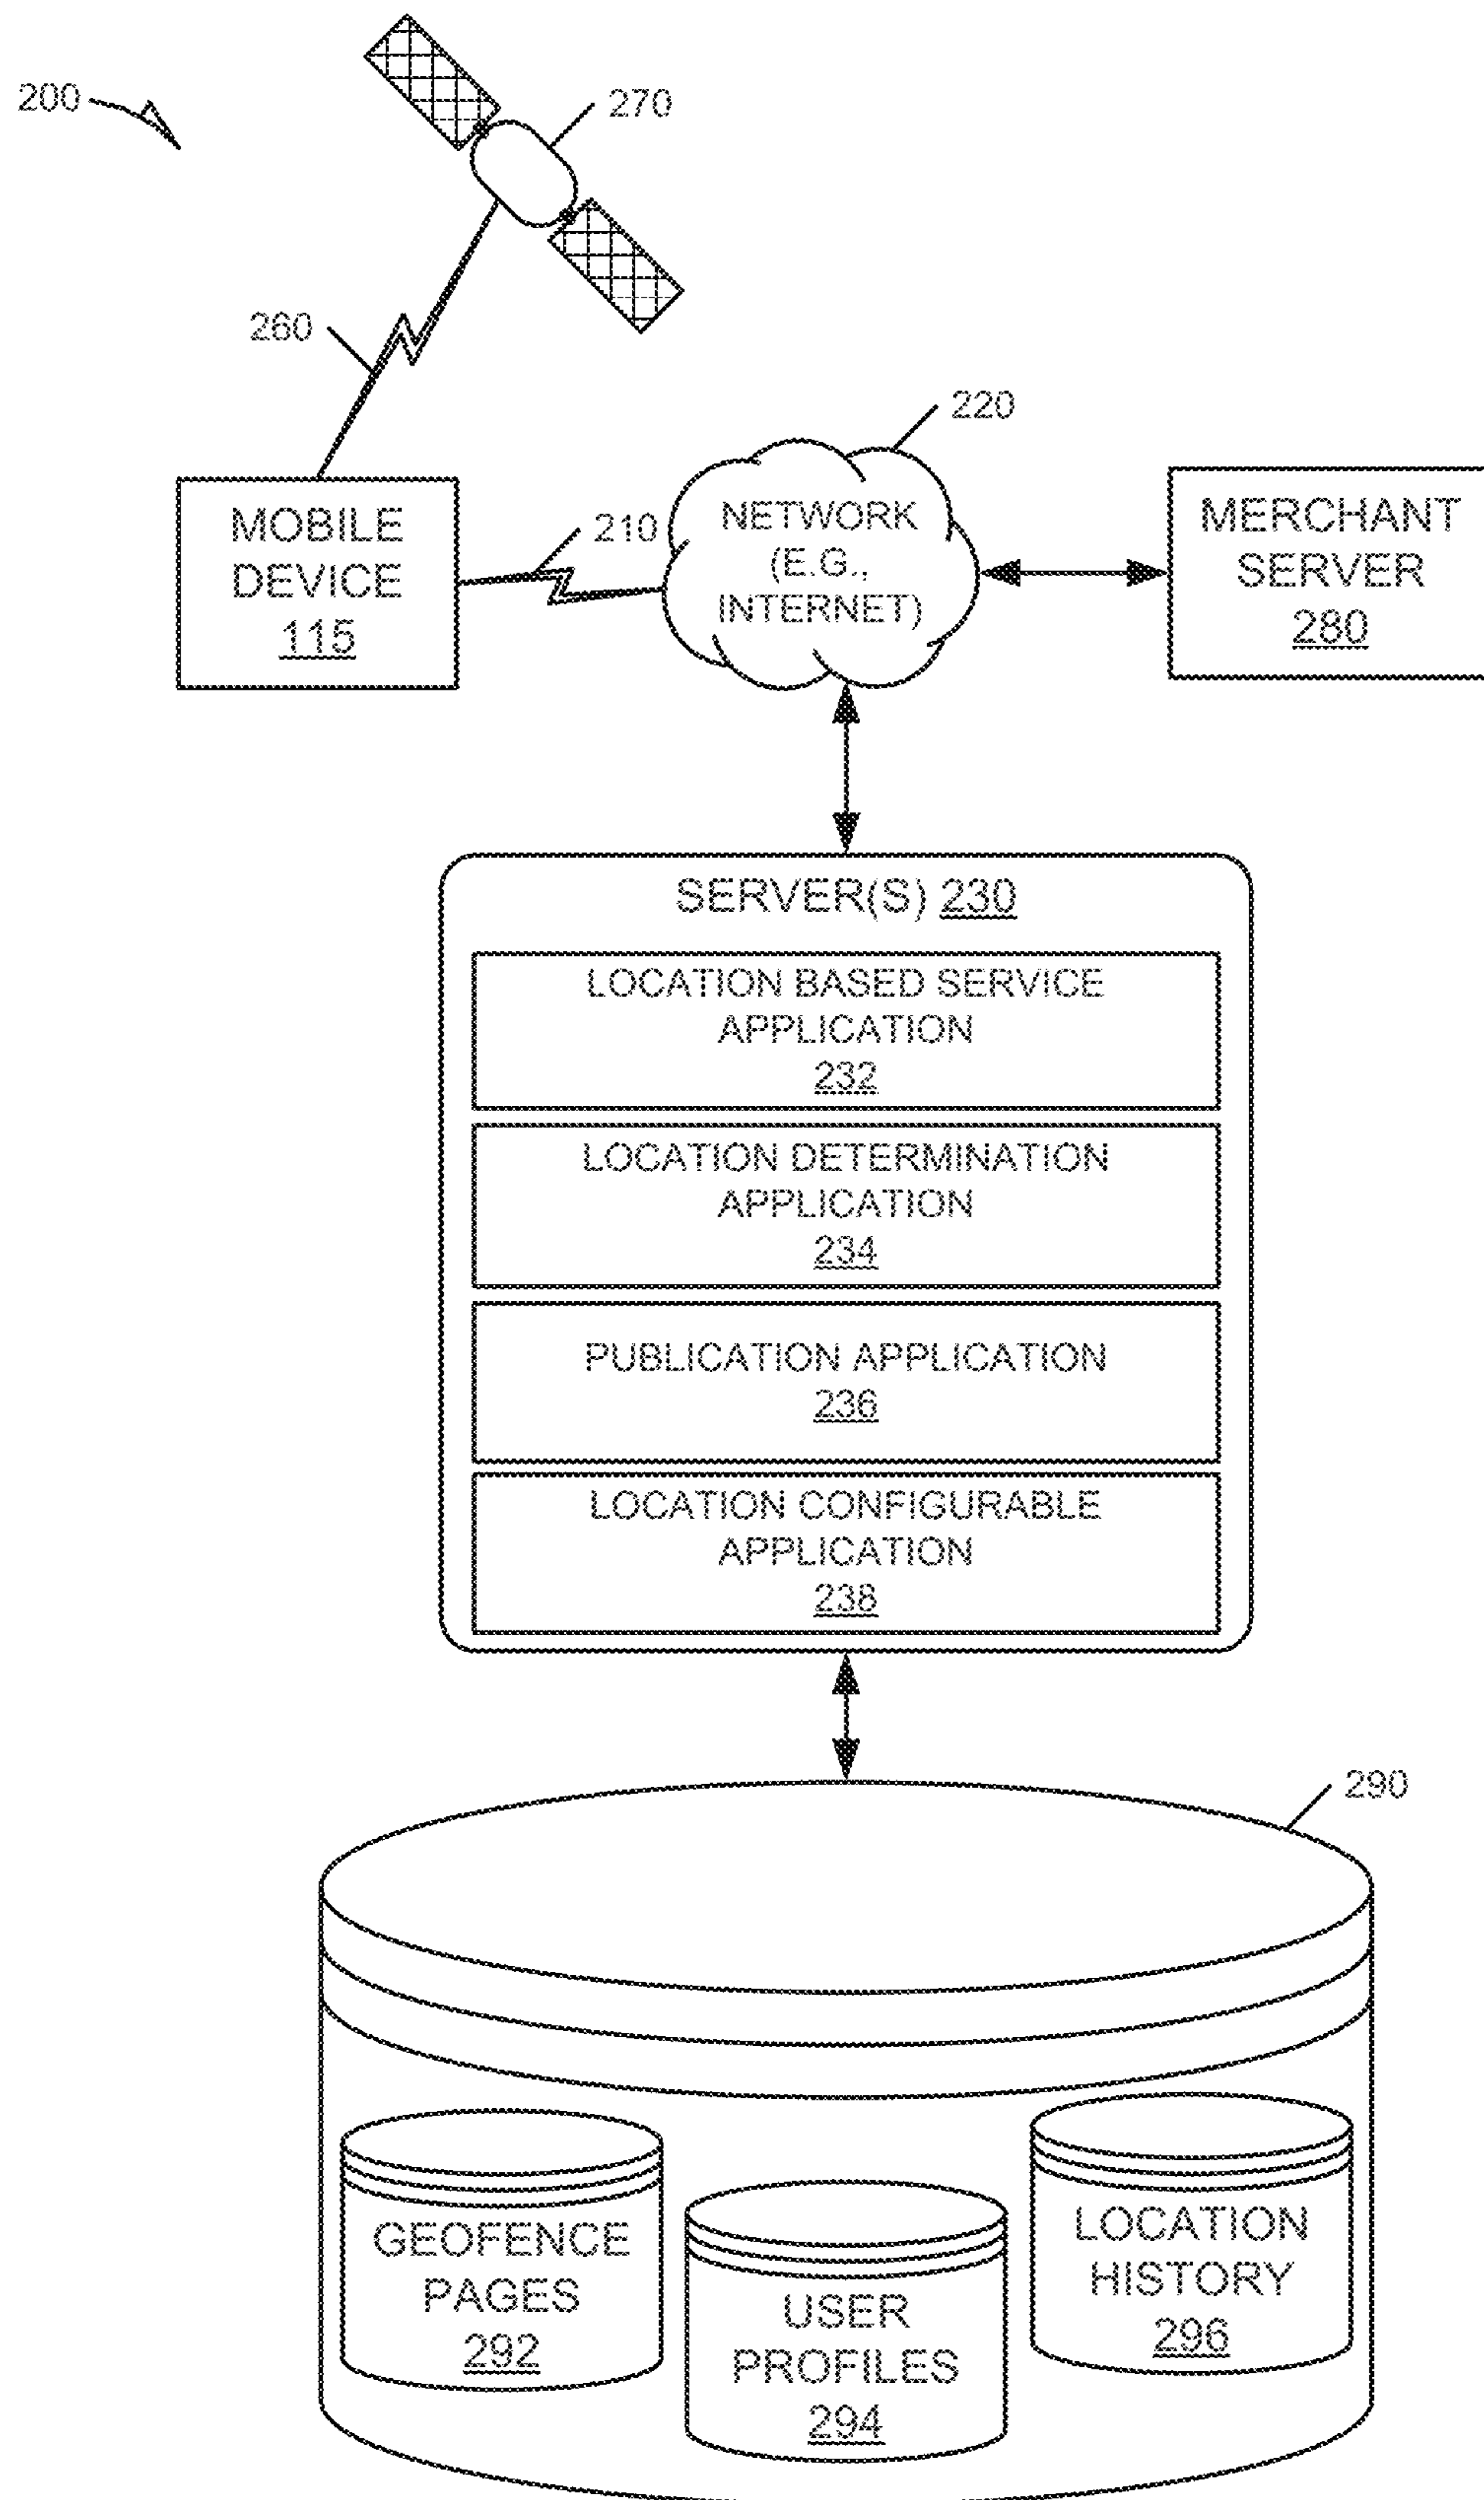 200
270
260
220
MOBILE
DEVICE
115
210
NETWORK
(E.G.,
INTERNET)
MERCHANT
SERVER
280
SERVER(S) 230
LOCATION BASED SERVICE
APPLICATION
232
LOCATION DETERMINATION
APPLICATION
234
PUBLICATION APPLICATION
236
LOCATION CONFIGURABLE
APPLICATION
238
290
GEOFENCE
PAGES
292
USER
PROFILES
294
LOCATION
HISTORY
296